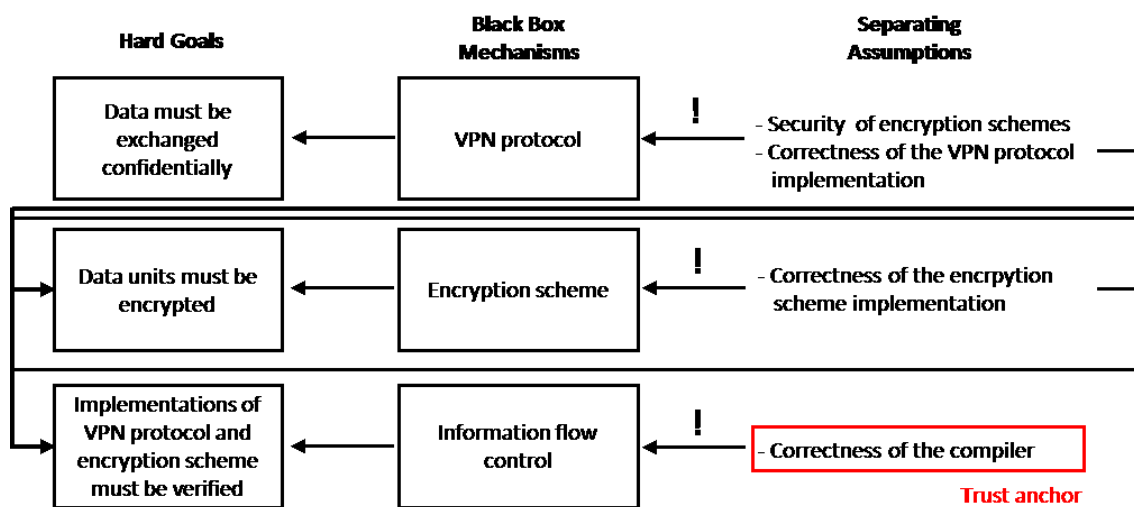 Hard Goals
Black Box
Mechanisms
Separating
Assumptions
Data must be
exchanged
confidentially
VPN protocol
!
- Security of encryption schemes
- Correctness of the VPN protocol
implementation
Data units must be
encrypted
Encryption scheme
!
- Correctness of the encrpytion
scheme implementation
Implementations of
VPN protocol and
encryption scheme
must be verified
Information flow
control
!
- Correctness of the compiler
Trust anchor